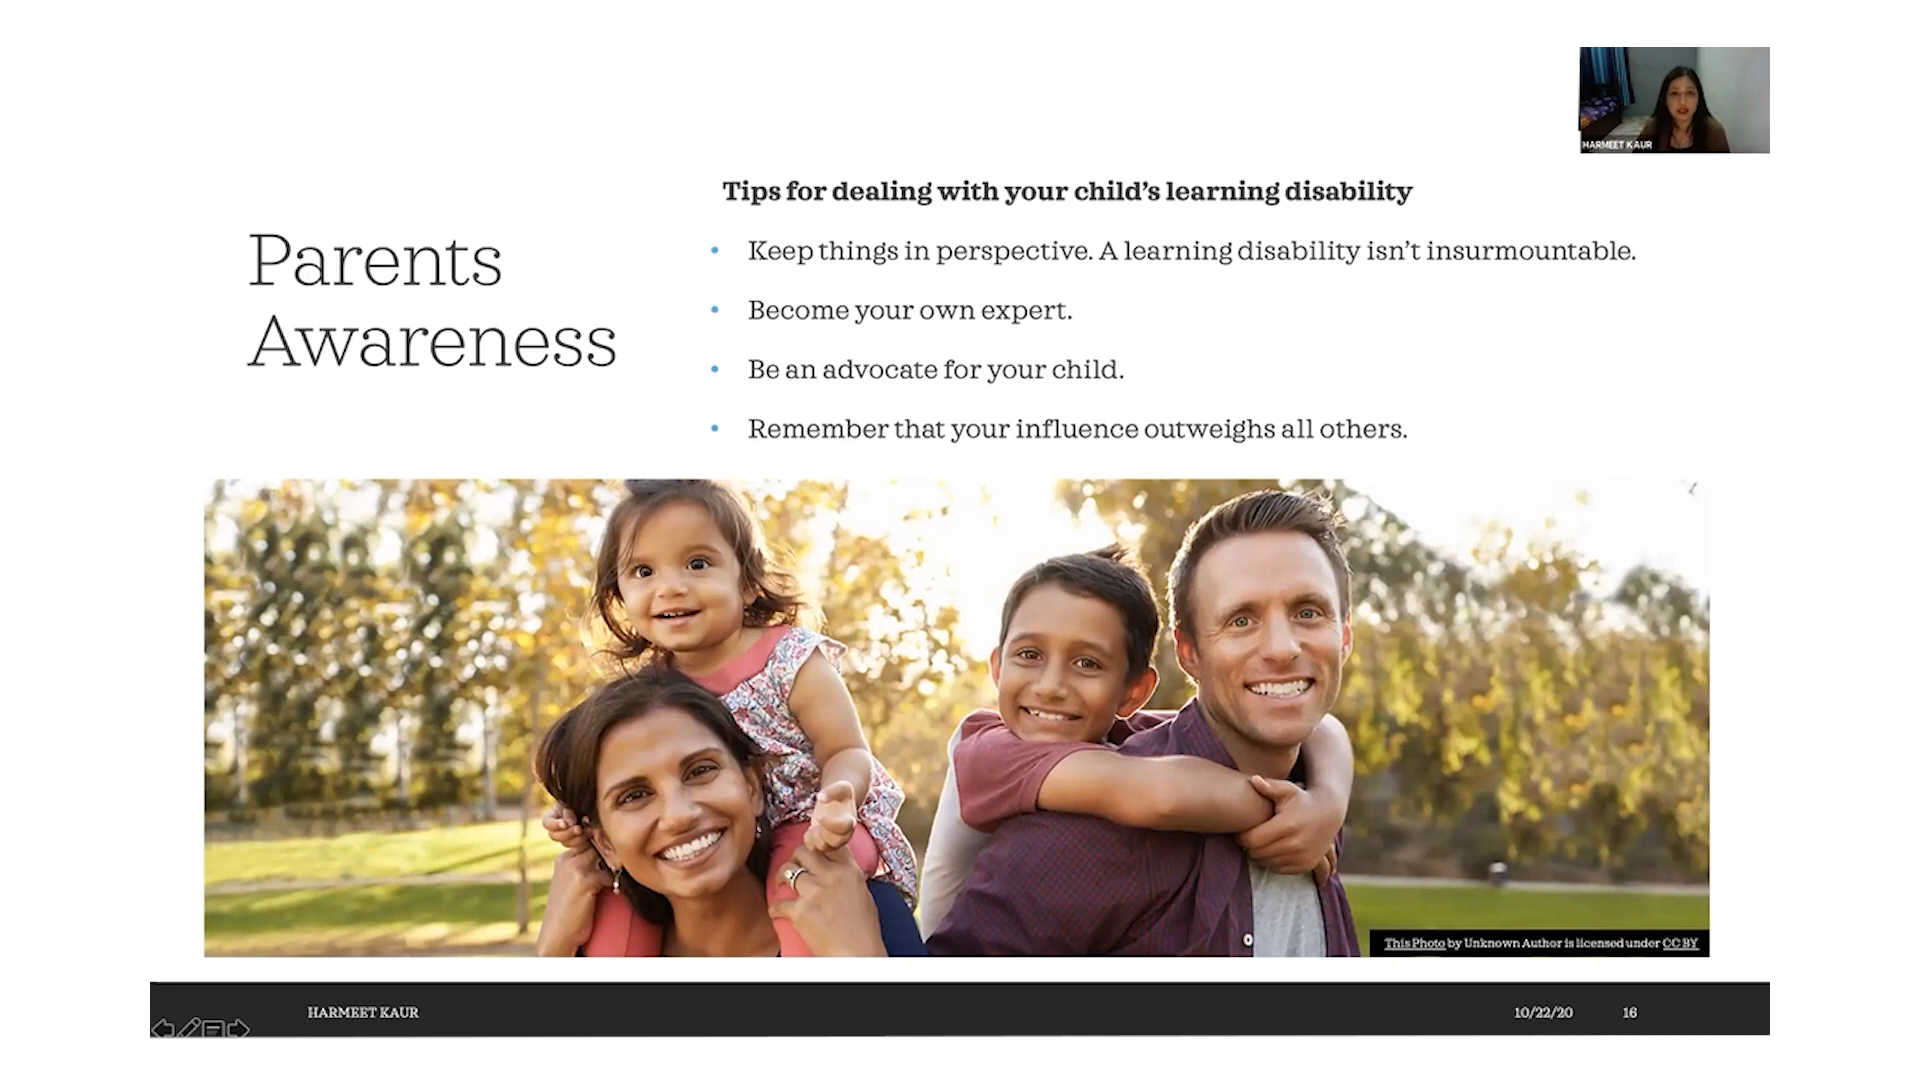 HARMEET KAUR
Tips for dealing with your child's learning disability
Parents
Awareness
• Keep things in perspective. A learning disability isn't insurmountable.
• Become your own expert.
• Be an advocate for your child.
• Remember that your influence outweighs all others.
This Photo by Unknown Author is licensed under CC BY
HARMEET KAUR
10/22/20
16